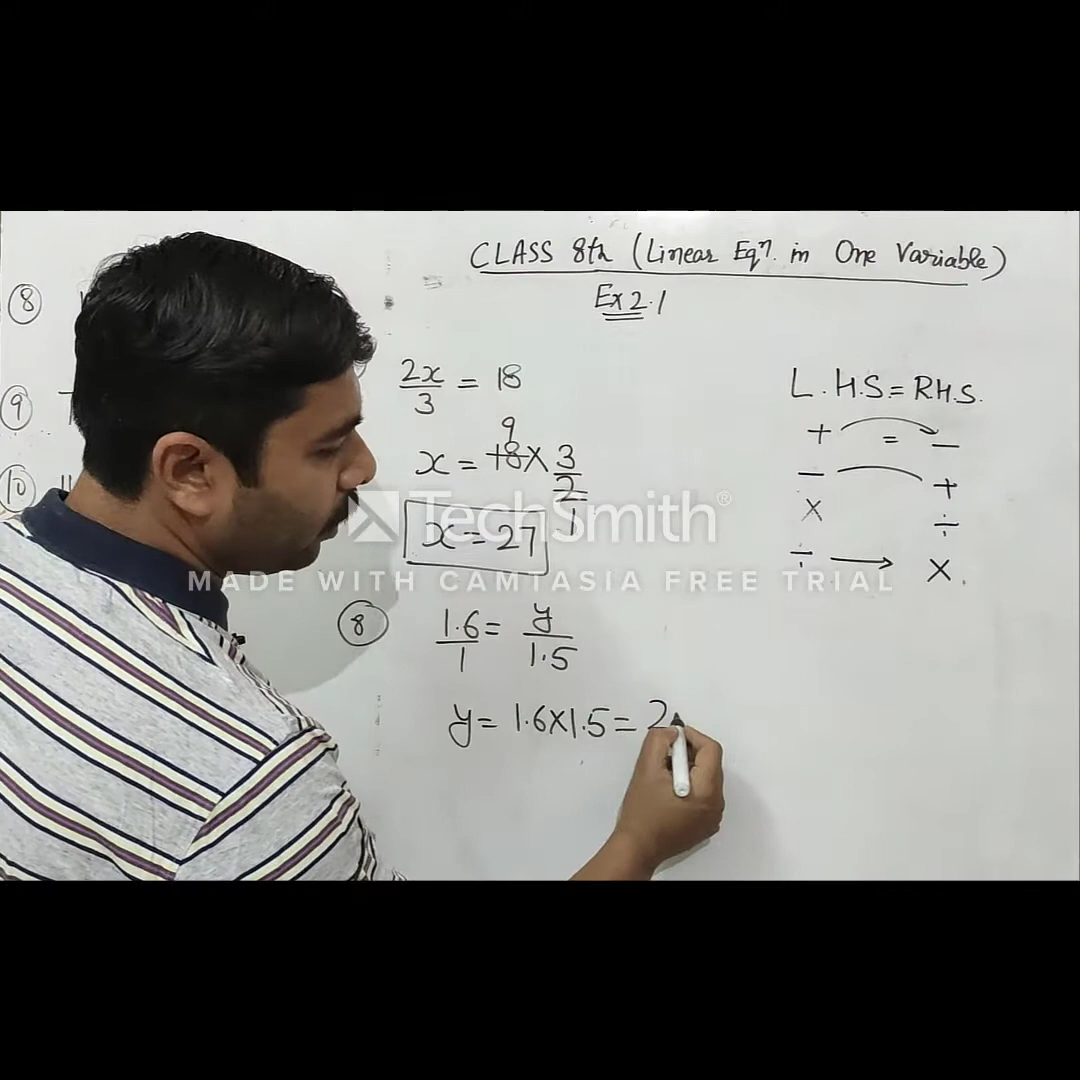 CLASS 8th (Linear Eqn. in One Variable)
Ex 2.1
8
9
10
2x/3 = 18
9
x = 18 × 3/2
1
x = 27
8
1.6/1 = y/1.5
y = 1.6×1.5 = 2
L.H.S = R.H.S.
+ = −
− +
× ÷
÷ → ×.
TechSmith®
MADE WITH CAMTASIA FREE TRIAL